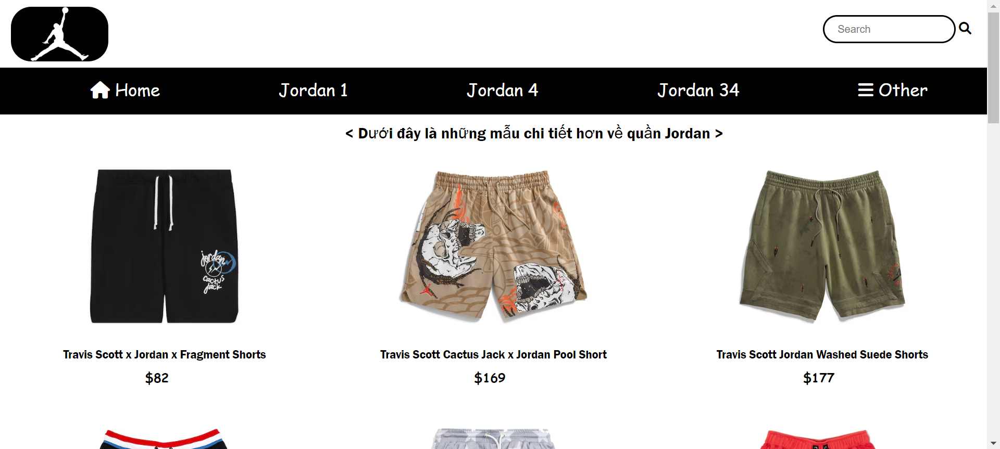 Search
Home
Jordan 1
Jordan 4
Jordan 34
Other
< Dưới đây là những mẫu chi tiết hơn về quần Jordan >
jordan
cactus
jack
Travis Scott x Jordan x Fragment Shorts
$82
Travis Scott Cactus Jack x Jordan Pool Short
$169
Travis Scott Jordan Washed Suede Shorts
$177